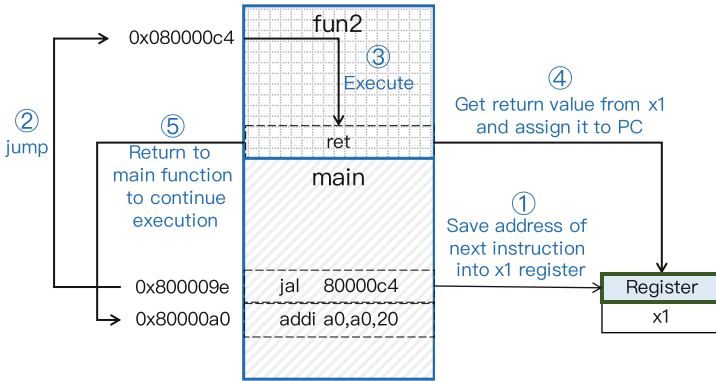 fun2
0x080000c4
③
Execute
④
Get return value from x1
and assign it to PC
②
jump
⑤
Return to
main function
to continue
execution
ret
main
①
Save address of
next instruction
into x1 register
0x800009e
jal 80000c4
Register
0x80000a0
addi a0,a0,20
x1